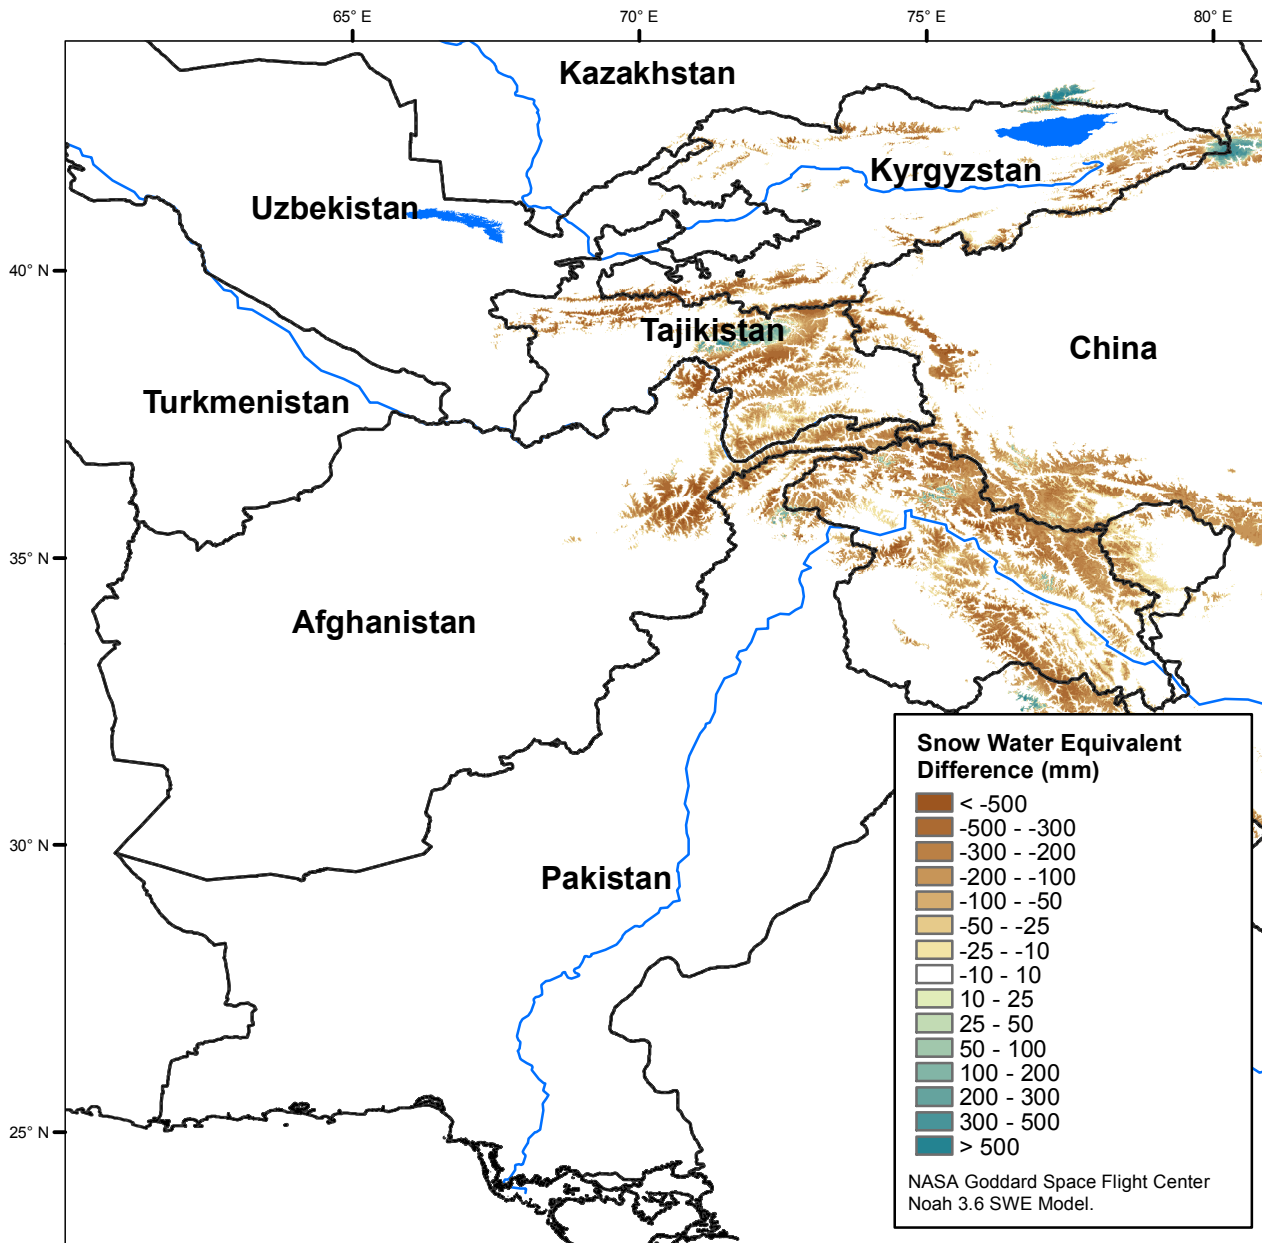 65° E
70° E
75° E
80° E
Kazakhstan
Kyrgyzstan
Uzbekistan
40° N
Tajikistan
China
Turkmenistan
35° N
Afghanistan
30° N
Pakistan
25° N
Snow Water Equivalent
Difference (mm)
< -500
-500 - -300
-300 - -200
-200 - -100
-100 - -50
-50 - -25
-25 - -10
-10 - 10
10 - 25
25 - 50
50 - 100
100 - 200
200 - 300
300 - 500
> 500
NASA Goddard Space Flight Center
Noah 3.6 SWE Model.